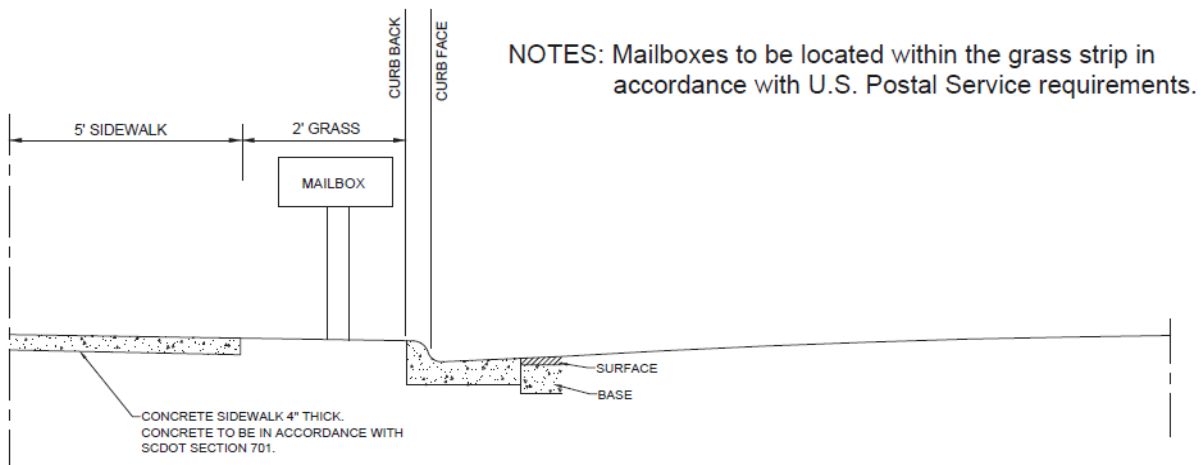 CURB BACK
CURB FACE
NOTES: Mailboxes to be located within the grass strip in
accordance with U.S. Postal Service requirements.
5' SIDEWALK
2' GRASS
MAILBOX
SURFACE
BASE
CONCRETE SIDEWALK 4" THICK.
CONCRETE TO BE IN ACCORDANCE WITH
SCDOT SECTION 701.